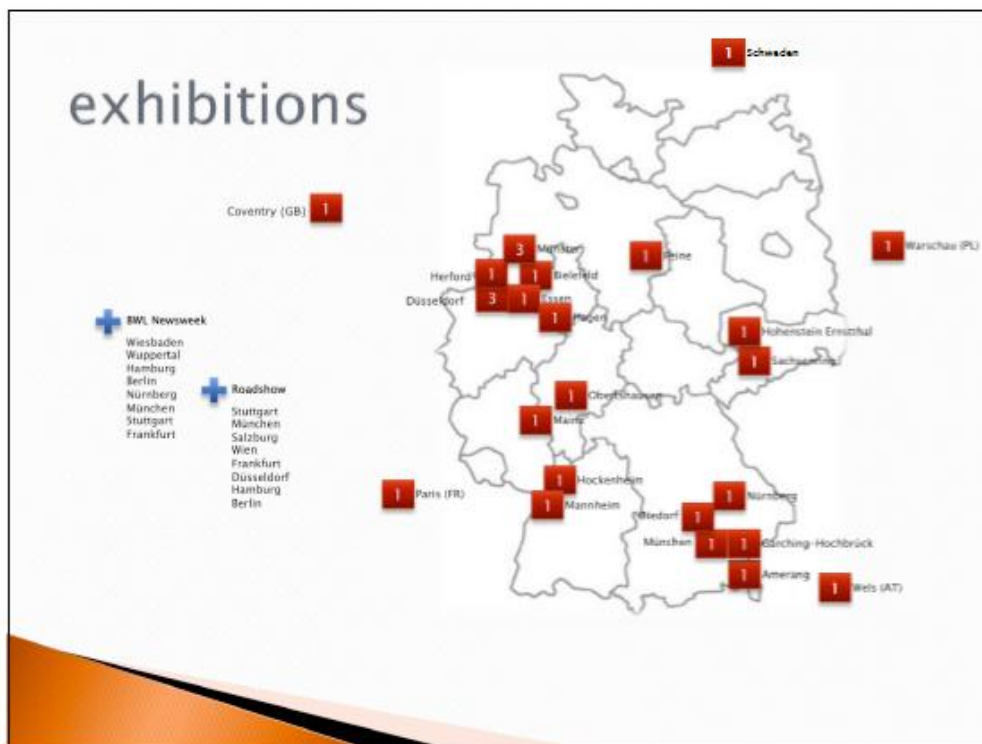 1 Schweden
exhibitions
Coventry (GB) 1
1 Warschau (PL)
3 Münster
1 Peine
Herford 1
1 Bielefeld
Düsseldorf 3
1 Essen
1 Hagen
BWL Newsweek
Wiesbaden
Wuppertal
Hamburg
Berlin
Nürnberg
München
Stuttgart
Frankfurt
Roadshow
Stuttgart
München
Salzburg
Wien
Frankfurt
Düsseldorf
Hamburg
Berlin
1 Hohenstein Ernstthal
1 Sachsenring
1 Obertshausen
1 Mainz
1 Hockenheim
1 Mannheim
1 Paris (FR)
1 Nürnberg
1
München 1
1 Garching-Hochbrück
1 Amerang
1 Wels (AT)